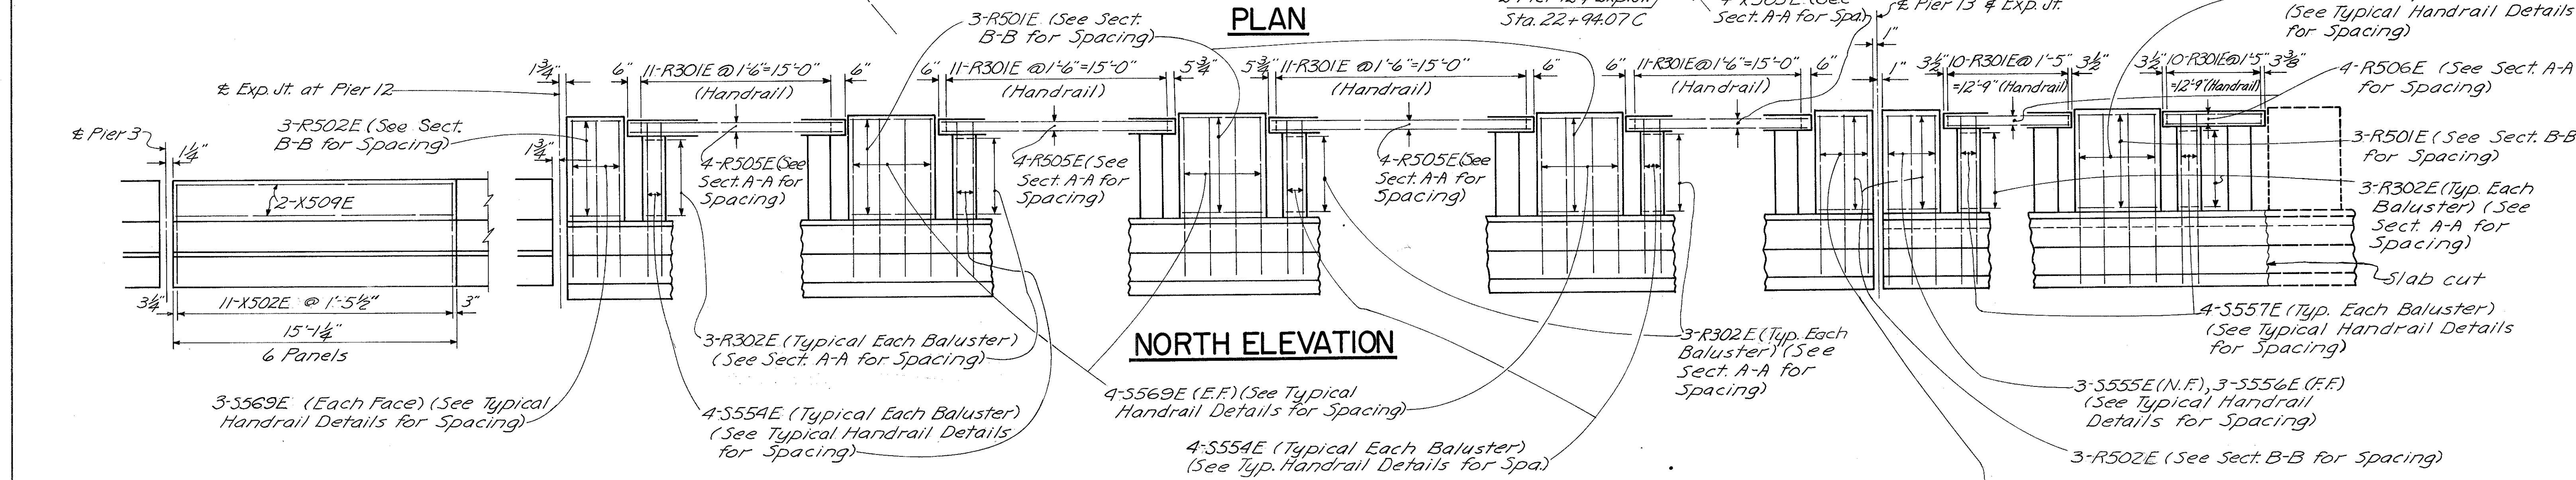 PLAN
Sta. 22+94.07 C
4-X505E (See
Sect. A-A for Spa.)
℄ Pier 13 & Exp. Jt.
(See Typical Handrail Details
for Spacing)
3-R501E (See Sect.
B-B for Spacing)
1"
1¾"
6"
11-R301E @ 1'-6"=15'-0"
(Handrail)
6"
6"
11-R301E @ 1'-6"=15'-0"
(Handrail)
5¾"
5¾"
11-R301E @ 1'-6"=15'-0"
(Handrail)
6"
6"
11-R301E @ 1'-6"=15'-0"
(Handrail)
6"
1"
3½"
10-R301E @ 1'-5"
=12'-9" (Handrail)
3½"
3½"
10-R301E @ 1'-5"
=12'-9" (Handrail)
3⅜"
4-R506E (See Sect. A-A
for Spacing)
℄ Exp. Jt. at Pier 12
℄ Pier 3
1¼"
3-R502E (See Sect.
B-B for Spacing)
1¾"
4-R505E (See
Sect. A-A for
Spacing)
4-R505E (See
Sect. A-A for
Spacing)
4-R505E (See
Sect. A-A for
Spacing)
3-R501E (See Sect. B-B
for Spacing)
3-R302E (Typ. Each
Baluster) (See
Sect. A-A for
Spacing)
Slab cut
2-X509E
3¼"
11-X502E @ 1'-5½"
3"
15'-1¼"
6 Panels
3-R302E (Typical Each Baluster)
(See Sect. A-A for Spacing)
NORTH ELEVATION
3-R302E (Typ. Each
Baluster) (See
Sect. A-A for
Spacing)
4-S557E (Typ. Each Baluster)
(See Typical Handrail Details
for Spacing)
3-S569E (Each Face) (See Typical
Handrail Details for Spacing)
4-S554E (Typical Each Baluster)
(See Typical Handrail Details
for Spacing)
4-S569E (E.F.) (See Typical
Handrail Details for Spacing)
4-S554E (Typical Each Baluster)
(See Typ. Handrail Details for Spa.)
3-S555E (N.F.), 3-S556E (F.F.)
(See Typical Handrail
Details for Spacing)
3-R502E (See Sect. B-B for Spacing)